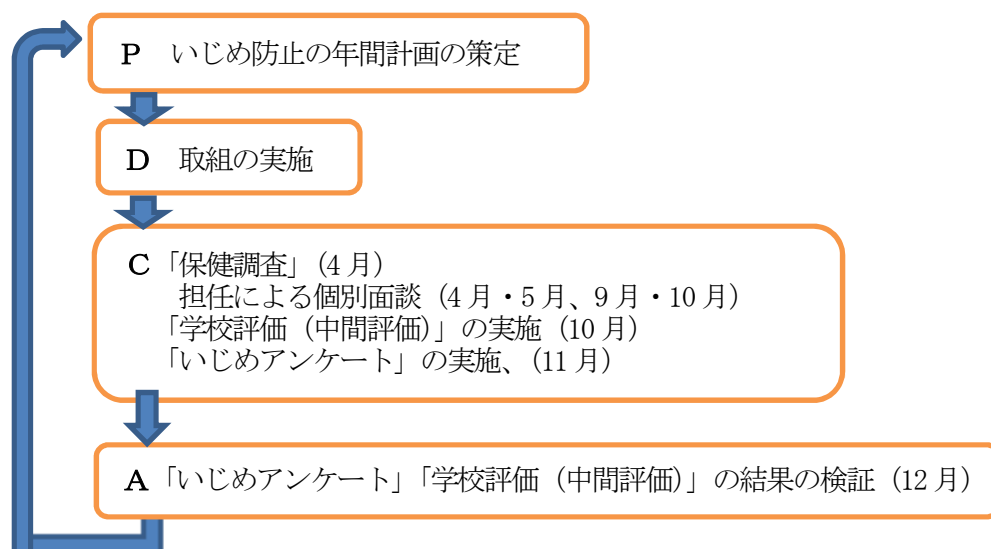 P　いじめ防止の年間計画の策定
D　取組の実施
C「保健調査」（4月）
担任による個別面談（4月・5月、9月・10月）
「学校評価（中間評価）」の実施（10月）
「いじめアンケート」の実施、（11月）
A「いじめアンケート」「学校評価（中間評価）」の結果の検証（12月）